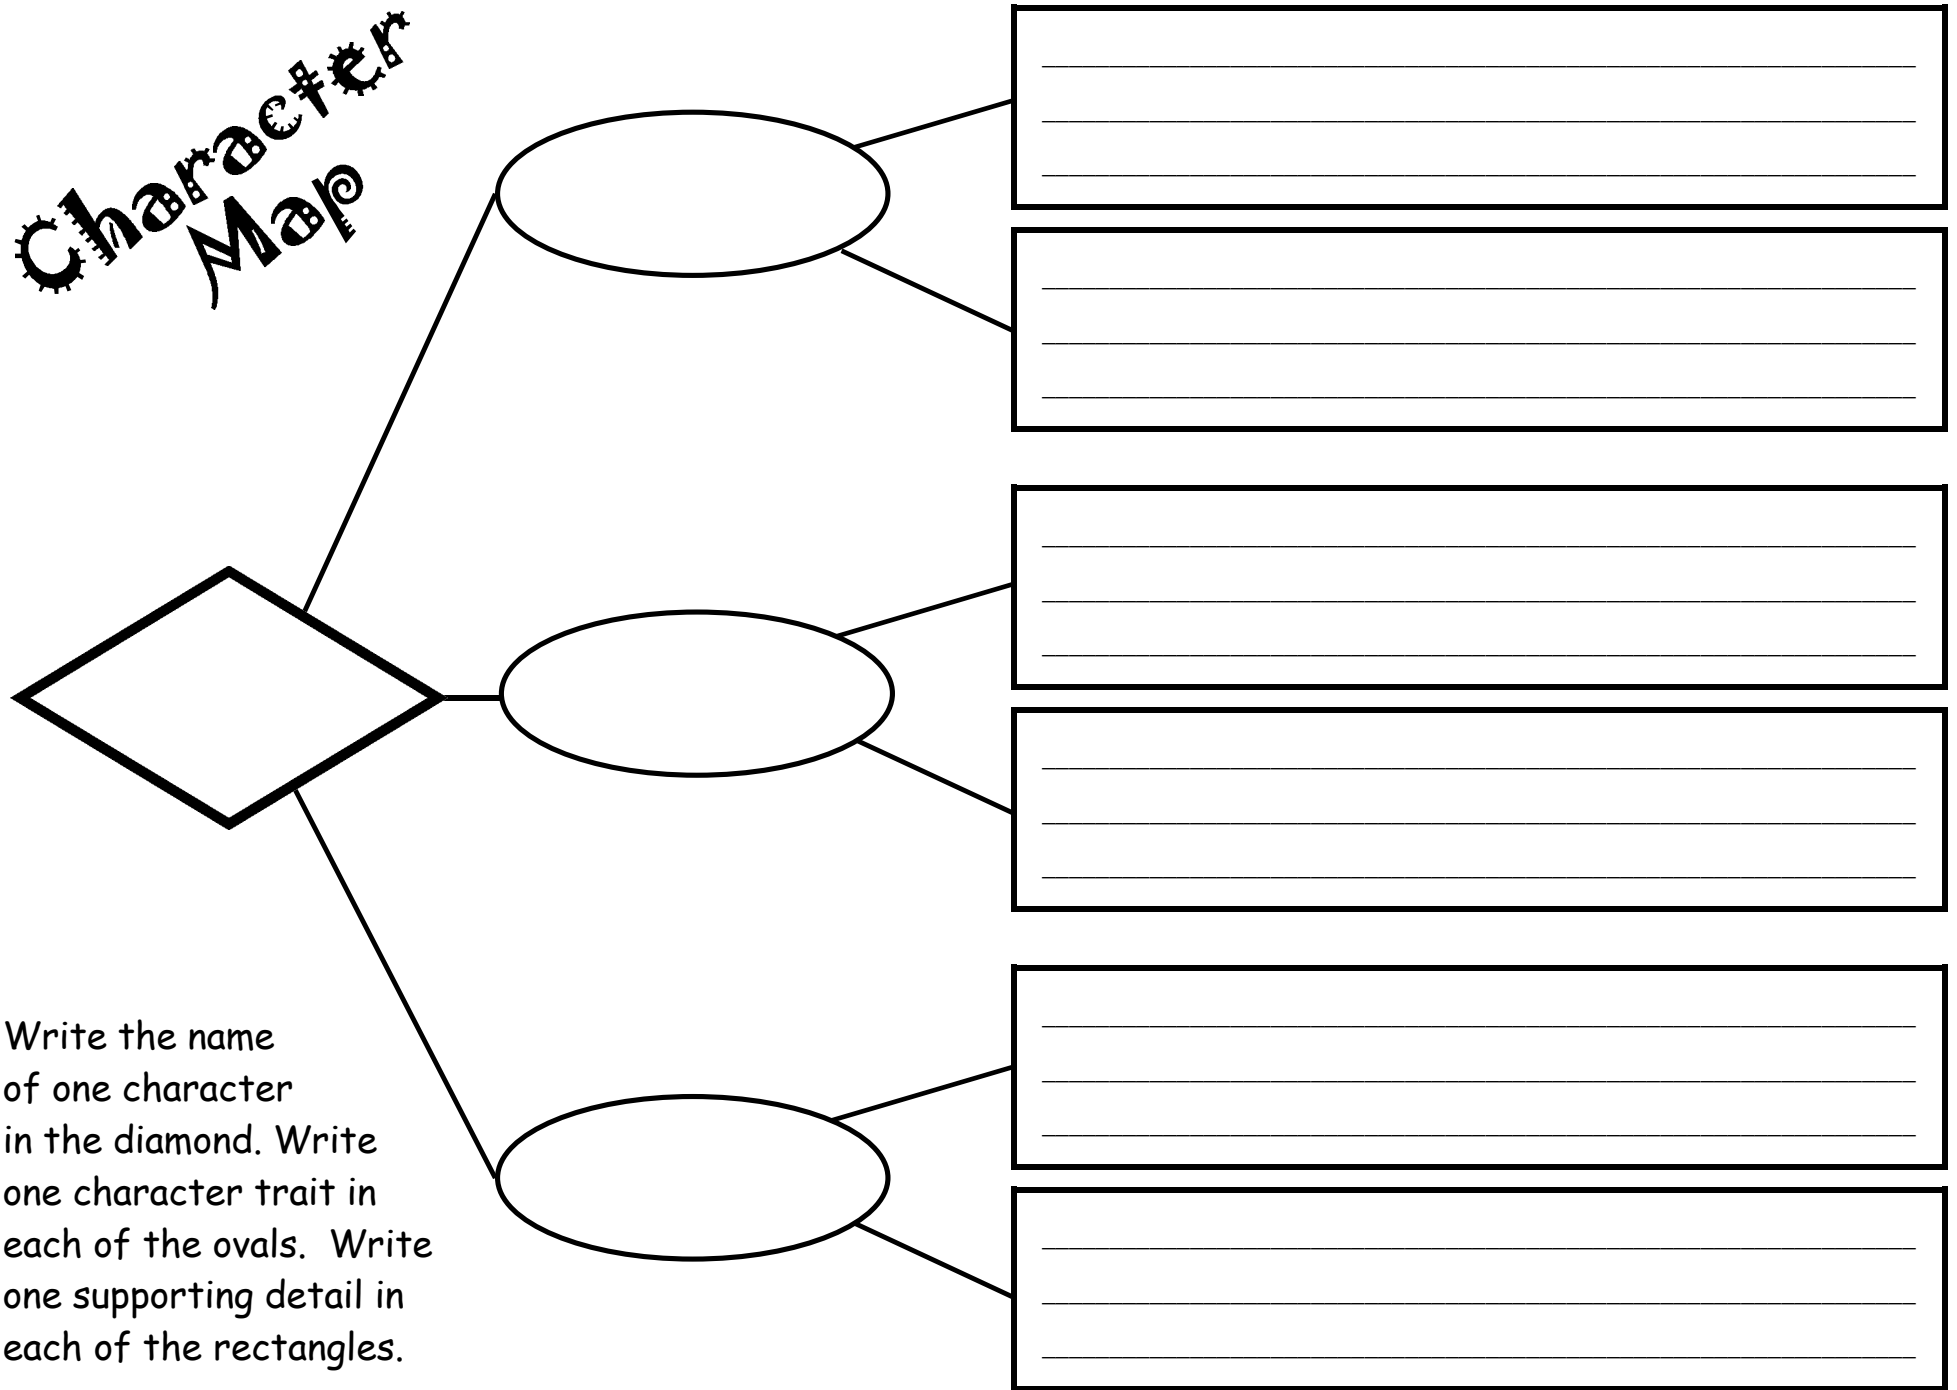 Character
Map
Write the name
of one character
in the diamond. Write
one character trait in
each of the ovals.  Write
one supporting detail in
each of the rectangles.